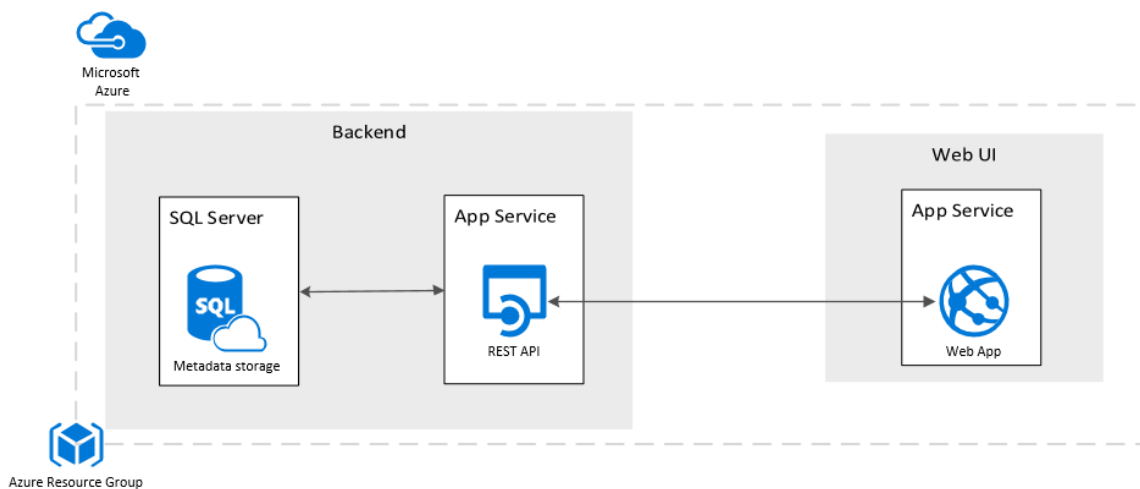 Microsoft
Azure
Backend
Web UI
SQL Server
App Service
App Service
SQL
Metadata storage
REST API
Web App
Azure Resource Group